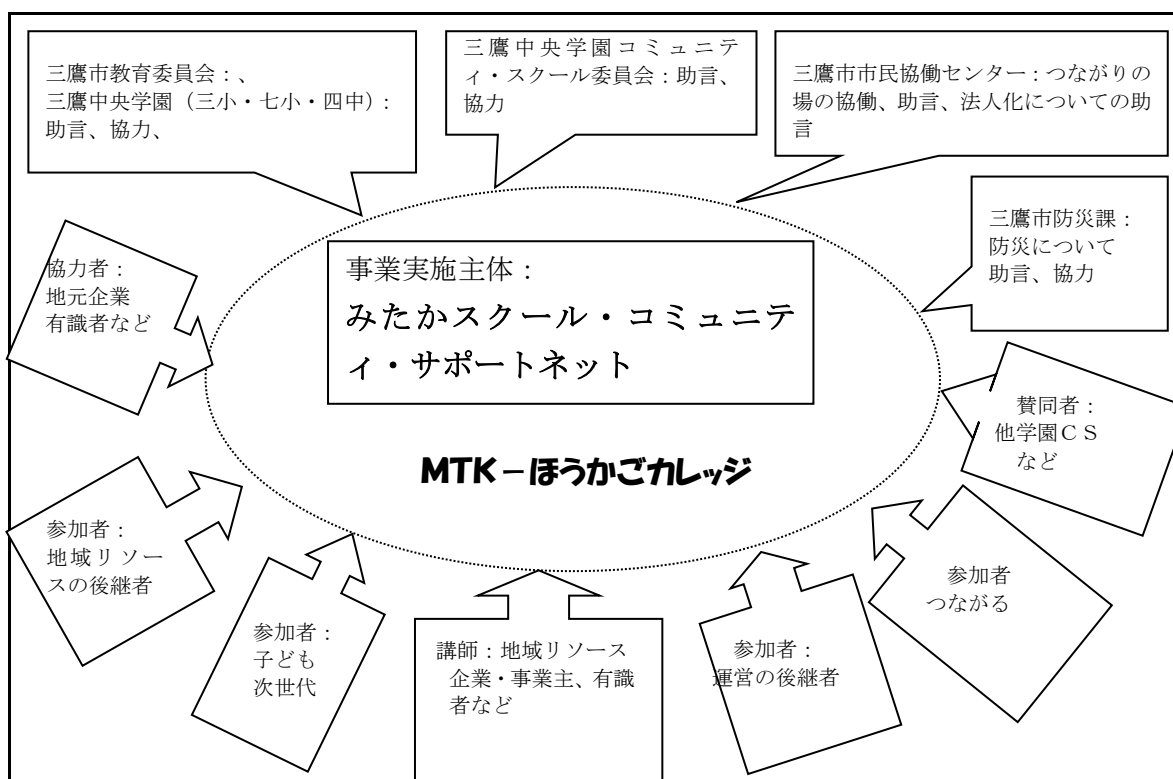 三鷹市教育委員会：、
三鷹中央学園（三小・七小・四中）：
助言、協力、
三鷹中央学園コミュニテ
ィ・スクール委員会：助言、
協力
三鷹市市民協働センター：つながりの
場の協働、助言、法人化についての助
言
三鷹市防災課：
防災について
助言、協力
協力者：
地元企業
有識者など
事業実施主体：
みたかスクール・コミュニテ
ィ・サポートネット
賛同者：
他学園ＣＳ
など
MTK－ほうかごカレッジ
参加者：
地域リソー
スの後継者
参加者：
子ども
次世代
講師：地域リソース
企業・事業主、有識
者など
参加者：
運営の後継者
参加者
つながる